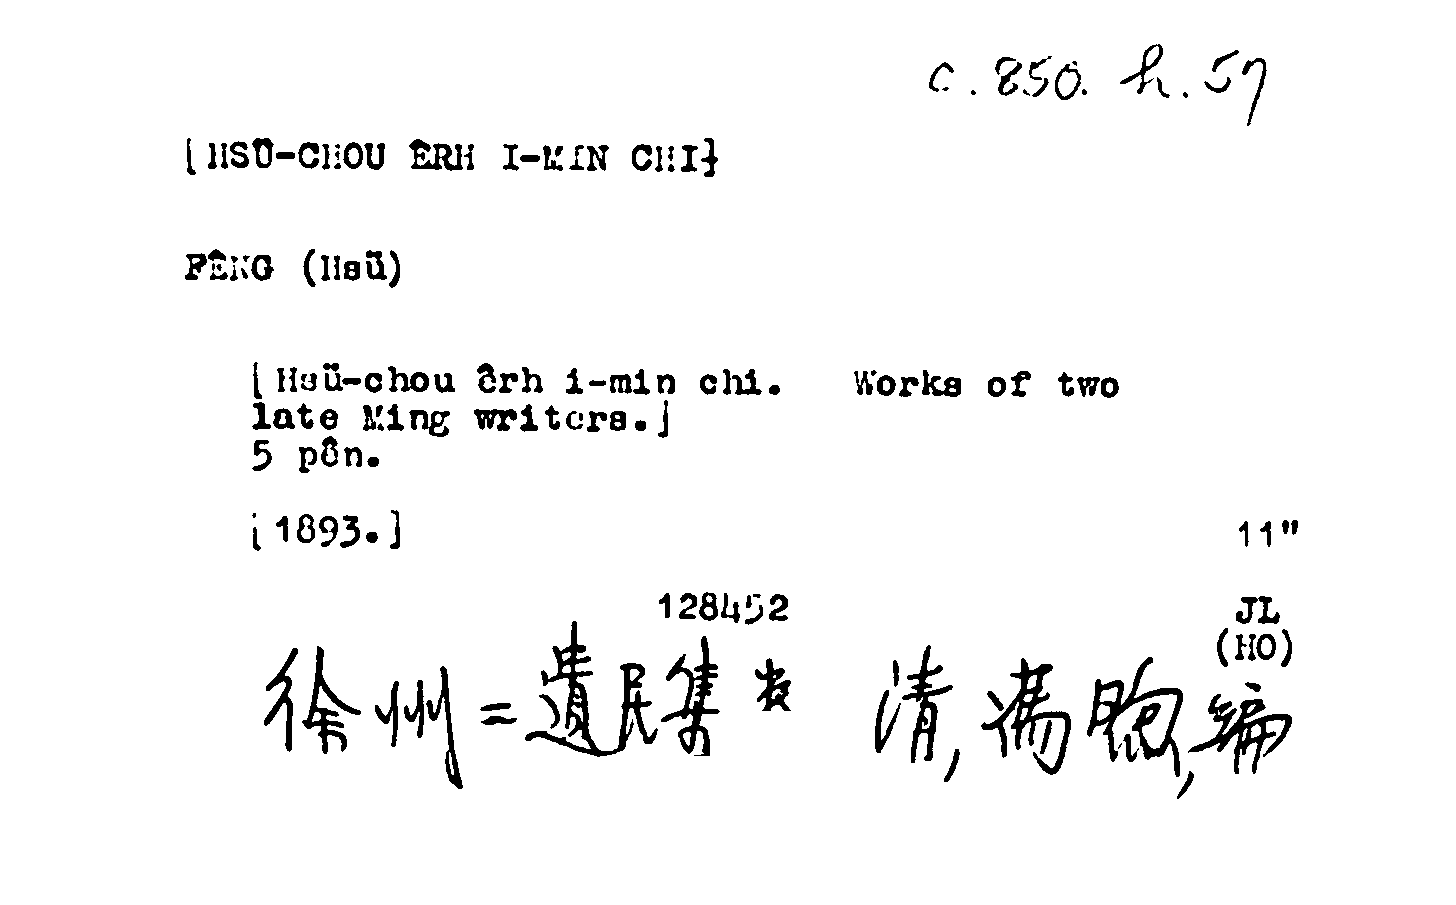 c. 850. h. 57
[HSÜ-CHOU ÊRH I-MIN CHI]
FÊNG (Hsü)
[Hsü-chou êrh i-min chi. Works of two
late Ming writers.]
5 pên.
[1893.] 11"
128452 JL
(HO)
徐州二遺民集 清, 馮煦, 編